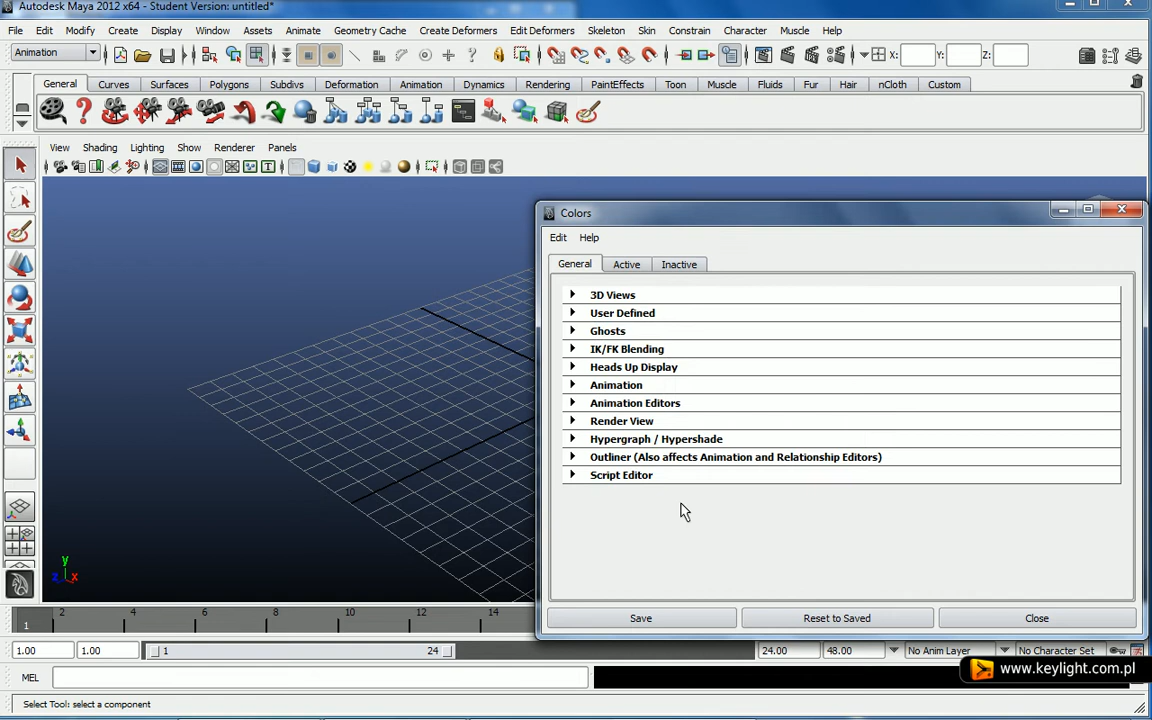 Autodesk Maya 2012 x64 - Student Version: untitled*
File Edit Modify Create Display Window Assets Animate Geometry Cache Create Deformers Edit Deformers Skeleton Skin Constrain Character Muscle Help
Animation X: Y: Z:
General Curves Surfaces Polygons Subdivs Deformation Animation Dynamics Rendering PaintEffects Toon Muscle Fluids Fur Hair nCloth Custom
View Shading Lighting Show Renderer Panels
Colors
Edit Help
General Active Inactive
3D Views
User Defined
Ghosts
IK/FK Blending
Heads Up Display
Animation
Animation Editors
Render View
Hypergraph / Hypershade
Outliner (Also affects Animation and Relationship Editors)
Script Editor
Save Reset to Saved Close
y
z x
2 4 6 8 10 12 14
1
1.00 1.00 1 24 24.00 48.00 No Anim Layer No Character Set
www.keylight.com.pl
MEL
Select Tool: select a component